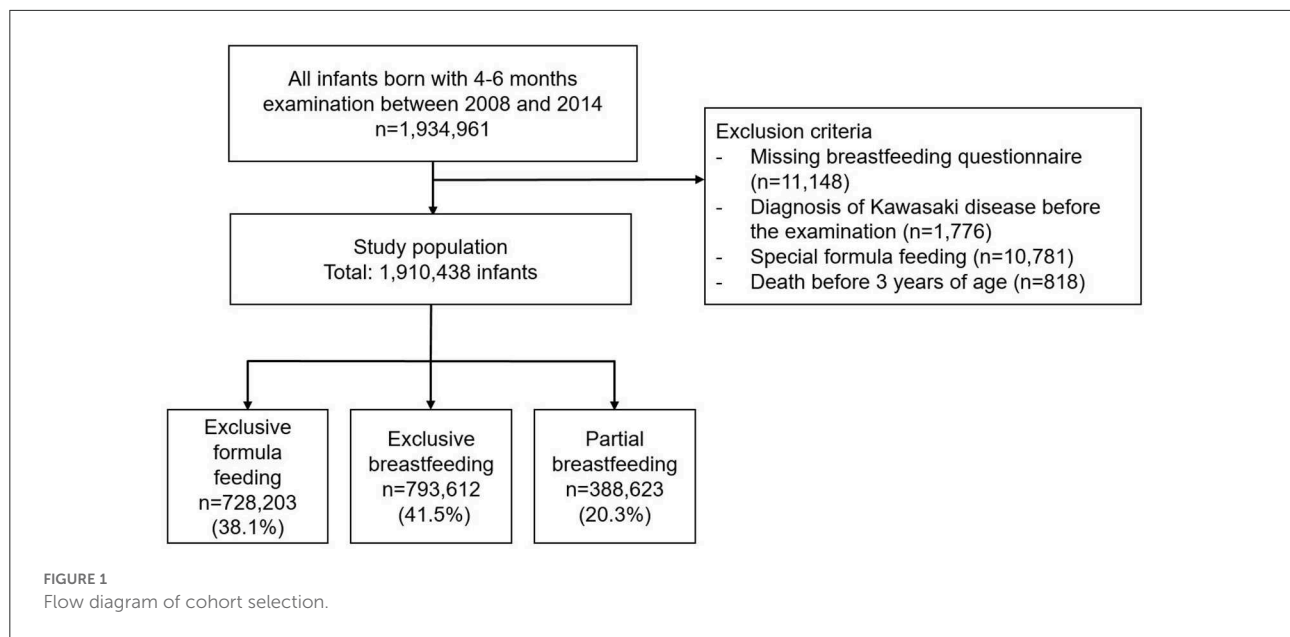 All infants born with 4-6 months
examination between 2008 and 2014
n=1,934,961
Exclusion criteria
- Missing breastfeeding questionnaire
(n=11,148)
- Diagnosis of Kawasaki disease before
the examination (n=1,776)
- Special formula feeding (n=10,781)
- Death before 3 years of age (n=818)
Study population
Total: 1,910,438 infants
Exclusive
formula
feeding
n=728,203
(38.1%)
Exclusive
breastfeeding
n=793,612
(41.5%)
Partial
breastfeeding
n=388,623
(20.3%)
FIGURE 1
Flow diagram of cohort selection.